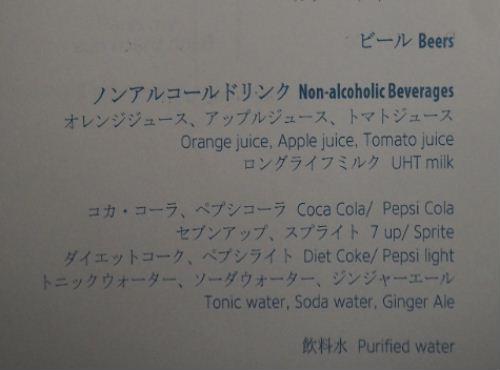 ビール Beers
ノンアルコールドリンク Non-alcoholic Beverages
オレンジジュース、アップルジュース、トマトジュース
Orange juice, Apple juice, Tomato juice
ロングライフミルク UHT milk
コカ・コーラ、ペプシコーラ Coca Cola/ Pepsi Cola
セブンアップ、スプライト 7 up/ Sprite
ダイエットコーク、ペプシライト Diet Coke/ Pepsi light
トニックウォーター、ソーダウォーター、ジンジャーエール
Tonic water, Soda water, Ginger Ale
飲料水 Purified water